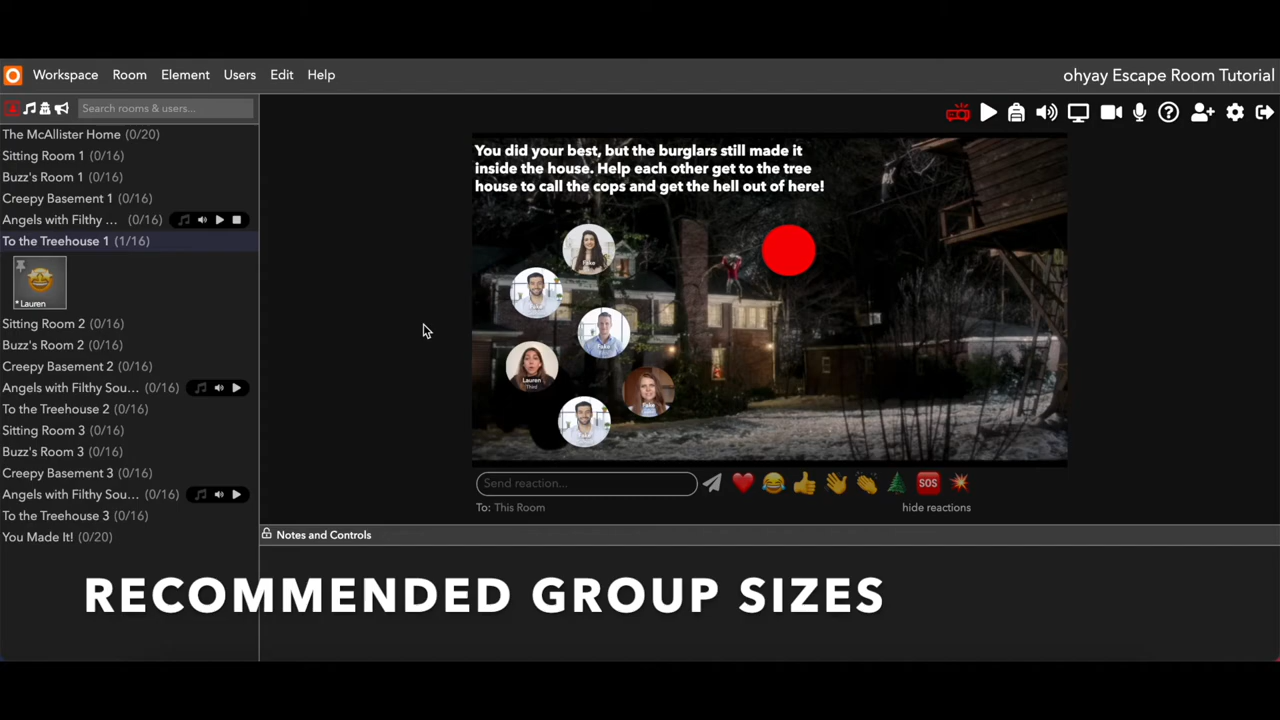 Workspace Room Element Users Edit Help
ohyay Escape Room Tutorial
Search rooms & users...
The McAllister Home (0/20)
Sitting Room 1 (0/16)
Buzz's Room 1 (0/16)
Creepy Basement 1 (0/16)
Angels with Filthy ... (0/16)
To the Treehouse 1 (1/16)
* Lauren
Sitting Room 2 (0/16)
Buzz's Room 2 (0/16)
Creepy Basement 2 (0/16)
Angels with Filthy Sou... (0/16)
To the Treehouse 2 (0/16)
Sitting Room 3 (0/16)
Buzz's Room 3 (0/16)
Creepy Basement 3 (0/16)
Angels with Filthy Sou... (0/16)
To the Treehouse 3 (0/16)
You Made It! (0/20)
You did your best, but the burglars still made it
inside the house. Help each other get to the tree
house to call the cops and get the hell out of here!
Fake
Fake
Lauren
Third
Fake
Send reaction...
SOS
To: This Room
hide reactions
Notes and Controls
RECOMMENDED GROUP SIZES